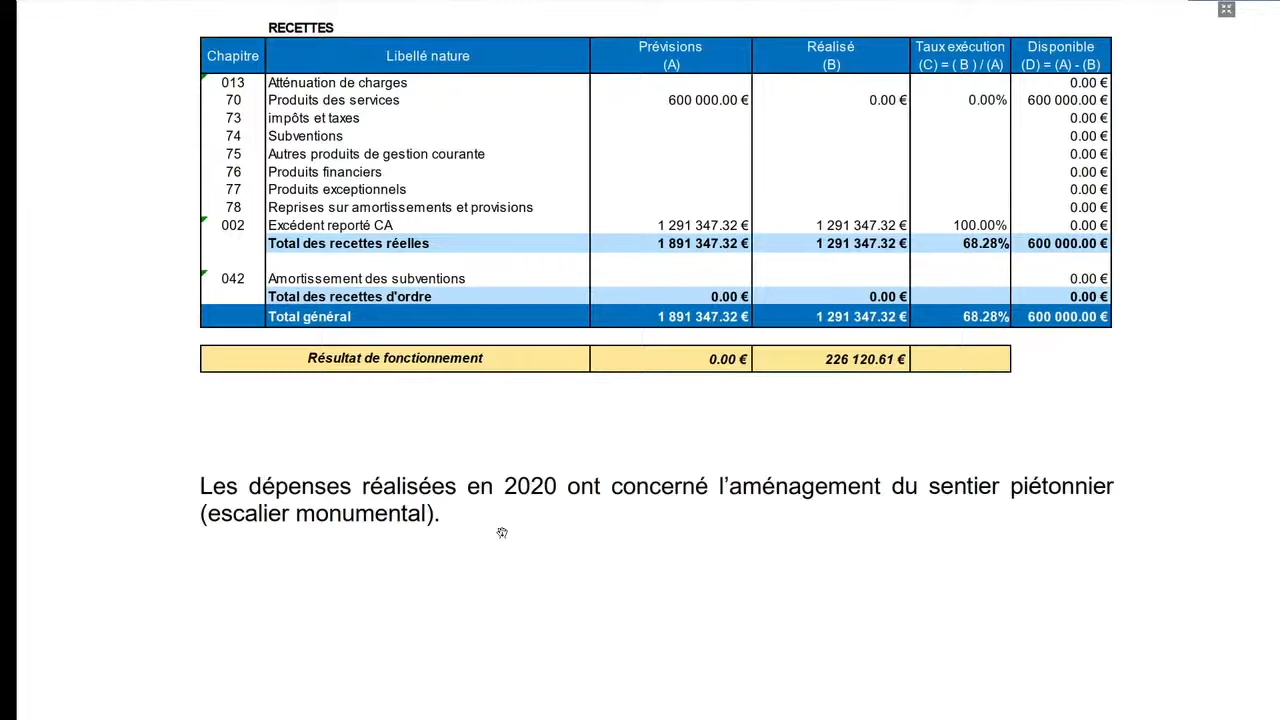 RECETTES
Chapitre Libellé nature Prévisions (A) Réalisé (B) Taux exécution (C) = ( B ) / (A) Disponible (D) = (A) - (B)
013 Atténuation de charges 0.00 €
70 Produits des services 600 000.00 € 0.00 € 0.00% 600 000.00 €
73 impôts et taxes 0.00 €
74 Subventions 0.00 €
75 Autres produits de gestion courante 0.00 €
76 Produits financiers 0.00 €
77 Produits exceptionnels 0.00 €
78 Reprises sur amortissements et provisions 0.00 €
002 Excédent reporté CA 1 291 347.32 € 1 291 347.32 € 100.00% 0.00 €
Total des recettes réelles 1 891 347.32 € 1 291 347.32 € 68.28% 600 000.00 €
042 Amortissement des subventions 0.00 €
Total des recettes d'ordre 0.00 € 0.00 € 0.00 €
Total général 1 891 347.32 € 1 291 347.32 € 68.28% 600 000.00 €
Résultat de fonctionnement 0.00 € 226 120.61 €
Les dépenses réalisées en 2020 ont concerné l’aménagement du sentier piétonnier
(escalier monumental).